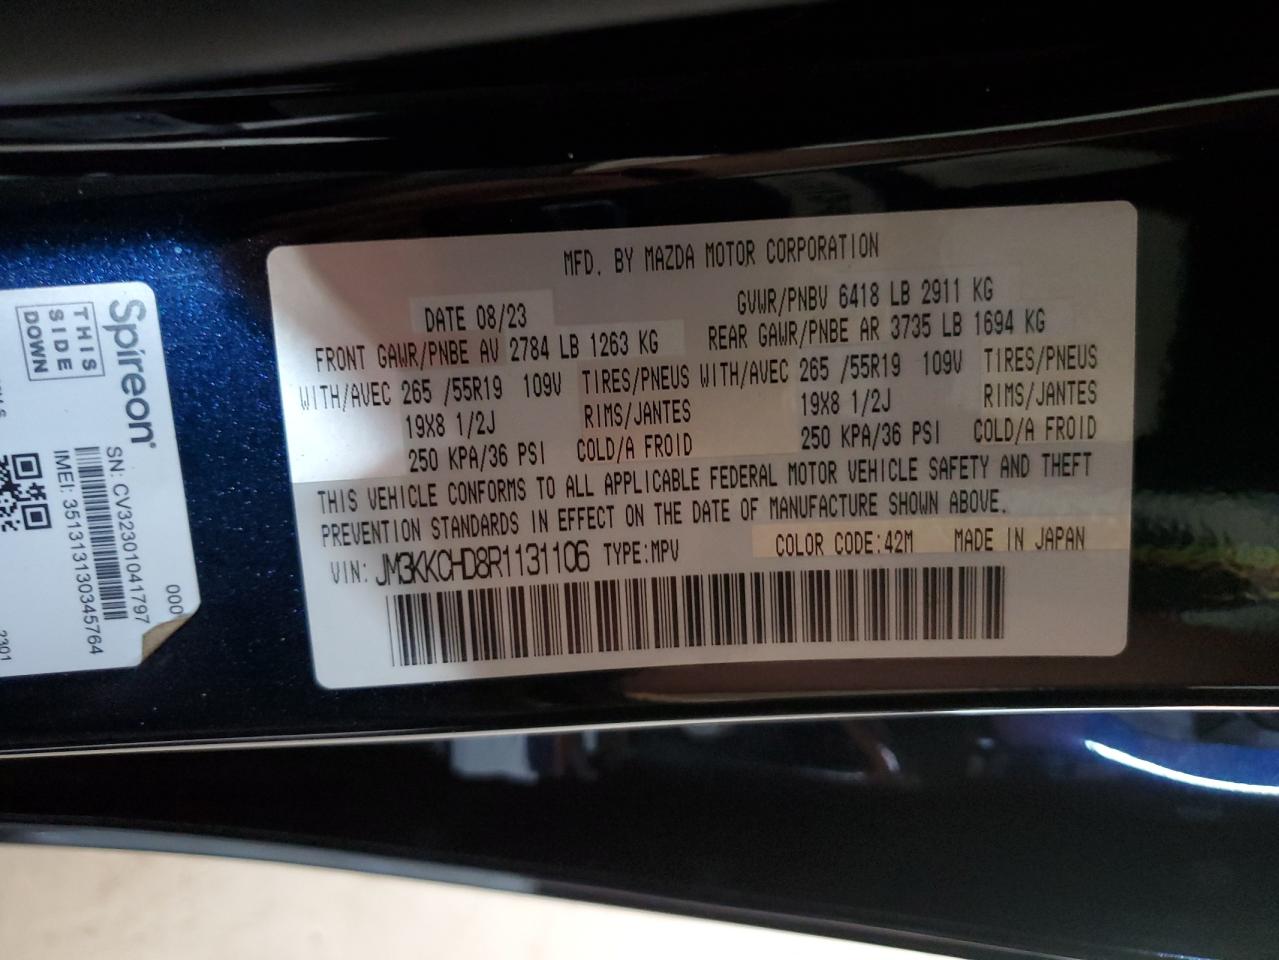 MFD. BY MAZDA MOTOR CORPORATION
DATE 08/23
GVWR/PNBV 6418 LB 2911 KG
FRONT GAWR/PNBE AV 2784 LB 1263 KG
REAR GAWR/PNBE AR 3735 LB 1694 KG
WITH/AVEC 265 /55R19 109V TIRES/PNEUS WITH/AVEC 265 /55R19 109V TIRES/PNEUS
19X8 1/2J RIMS/JANTES 19X8 1/2J RIMS/JANTES
250 KPA/36 PSI COLD/A FROID 250 KPA/36 PSI COLD/A FROID
THIS VEHICLE CONFORMS TO ALL APPLICABLE FEDERAL MOTOR VEHICLE SAFETY AND THEFT
PREVENTION STANDARDS IN EFFECT ON THE DATE OF MANUFACTURE SHOWN ABOVE.
VIN: JM3KKCHD8R1131106 TYPE:MPV COLOR CODE:42M MADE IN JAPAN
Spireon
THIS
SIDE
DOWN
SN: CV32301041797
IMEI: 351313130345764
000
2301